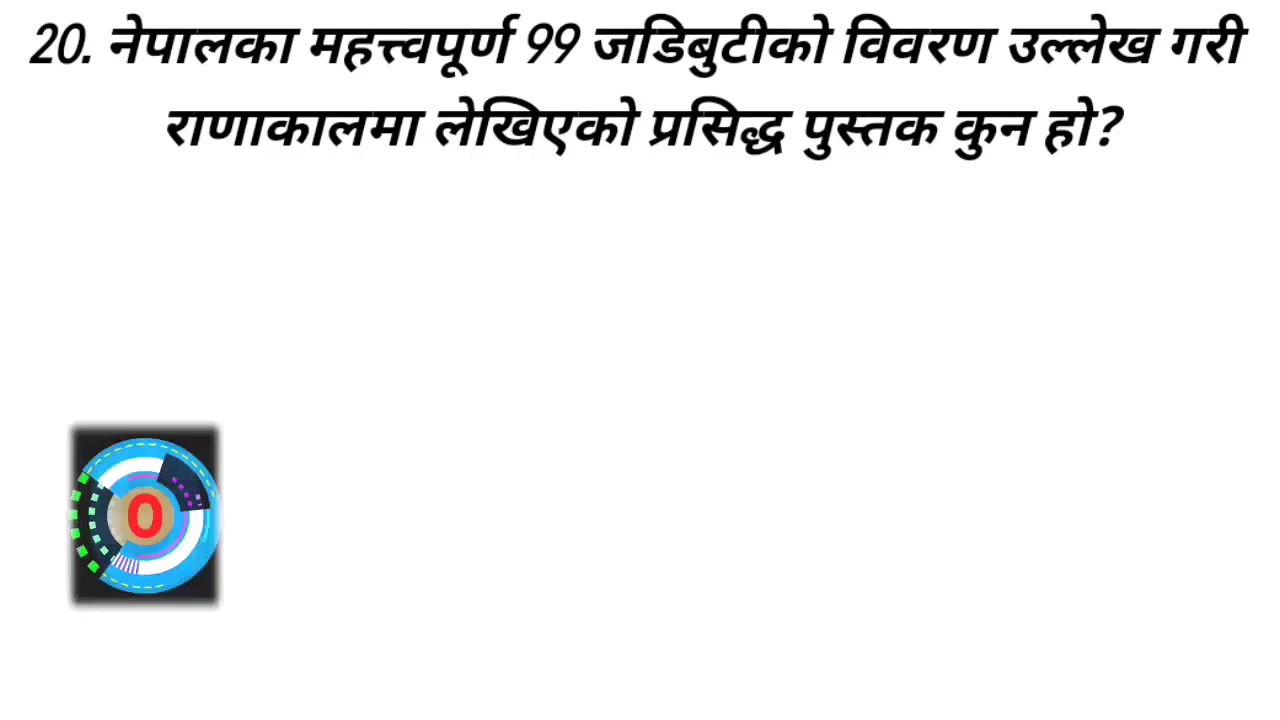 20. नेपालका महत्त्वपूर्ण 99 जडिबुटीको विवरण उल्लेख गरी
राणाकालमा लेखिएको प्रसिद्ध पुस्तक कुन हो?
0